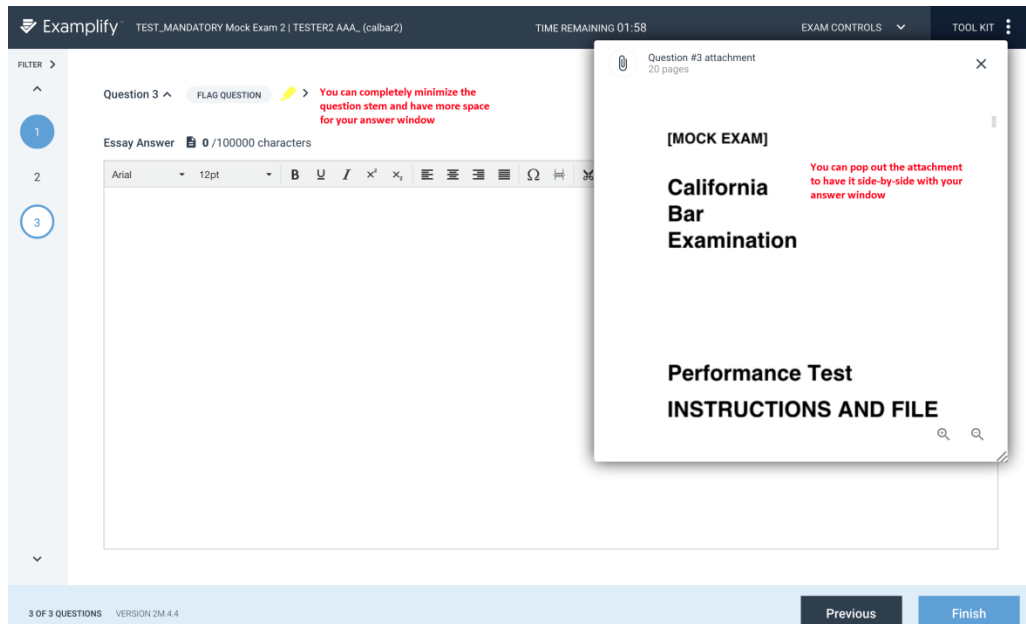 Examplify TEST_MANDATORY Mock Exam 2 | TESTER2 AAA_ (calbar2) TIME REMAINING 01:58 EXAM CONTROLS TOOL KIT
FILTER
Question 3 FLAG QUESTION
You can completely minimize the
question stem and have more space
for your answer window
Essay Answer 0 /100000 characters
Arial 12pt B U I x² x, Ω
1
2
3
Question #3 attachment
20 pages
[MOCK EXAM]
You can pop out the attachment
to have it side-by-side with your
answer window
California
Bar
Examination
Performance Test
INSTRUCTIONS AND FILE
3 OF 3 QUESTIONS VERSION 2M.4.4 Previous Finish